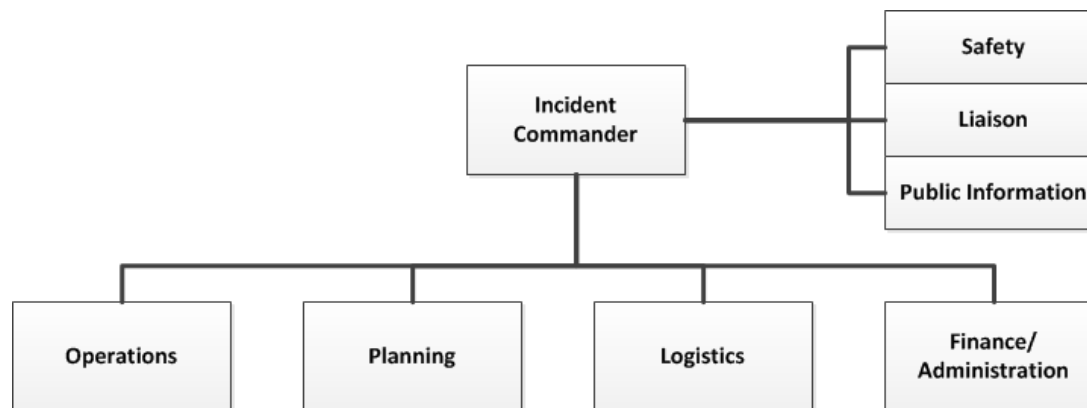 Safety
Incident
Commander
Liaison
Public Information
Operations
Planning
Logistics
Finance/
Administration